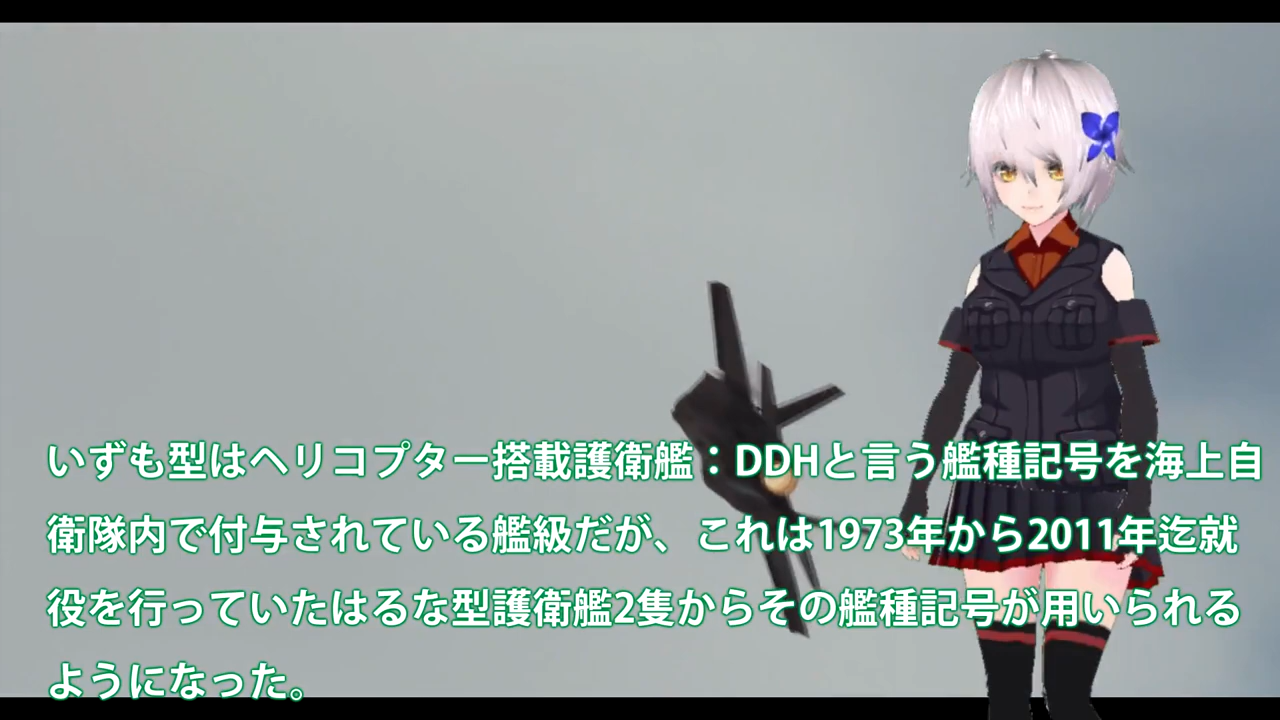 いずも型はヘリコプター搭載護衛艦：DDHと言う艦種記号を海上自
衛隊内で付与されている艦級だが、これは1973年から2011年迄就
役を行っていたはるな型護衛艦2隻からその艦種記号が用いられる
ようになった。